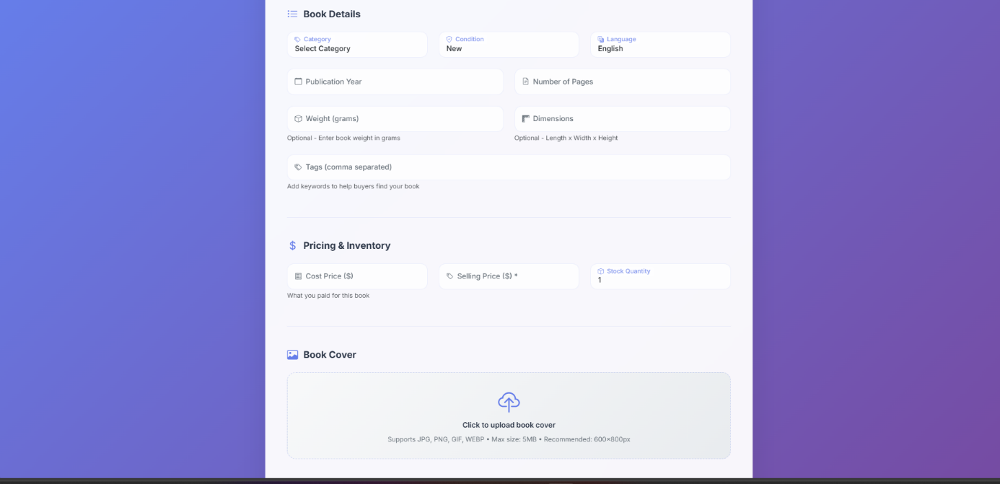 Book Details
Category
Select Category
Condition
New
Language
English
Publication Year
Number of Pages
Weight (grams)
Dimensions
Optional - Enter book weight in grams
Optional - Length x Width x Height
Tags (comma separated)
Add keywords to help buyers find your book
$ Pricing & Inventory
Cost Price ($)
Selling Price ($) *
Stock Quantity
1
What you paid for this book
Book Cover
Click to upload book cover
Supports JPG, PNG, GIF, WEBP • Max size: 5MB • Recommended: 600×800px